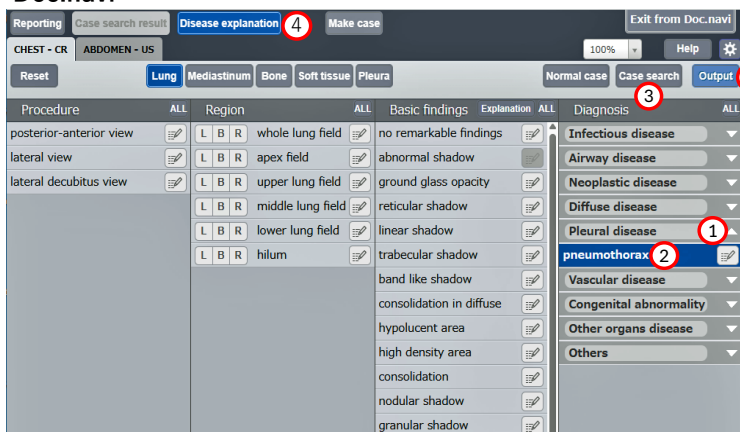 Reporting Case search result Disease explanation 4 Make case Exit from Doc.navi
CHEST - CR ABDOMEN - US 100% Help
Reset Lung Mediastinum Bone Soft tissue Pleura Normal case Case search Output
3
Procedure ALL Region ALL Basic findings Explanation ALL Diagnosis ALL
posterior-anterior view L B R whole lung field no remarkable findings Infectious disease
lateral view L B R apex field abnormal shadow Airway disease
lateral decubitus view L B R upper lung field ground glass opacity Neoplastic disease
L B R middle lung field reticular shadow Diffuse disease
L B R lower lung field linear shadow Pleural disease 1
L B R hilum trabecular shadow pneumothorax 2
band like shadow Vascular disease
consolidation in diffuse Congenital abnormality
hypolucent area Other organs disease
high density area Others
consolidation
nodular shadow
granular shadow